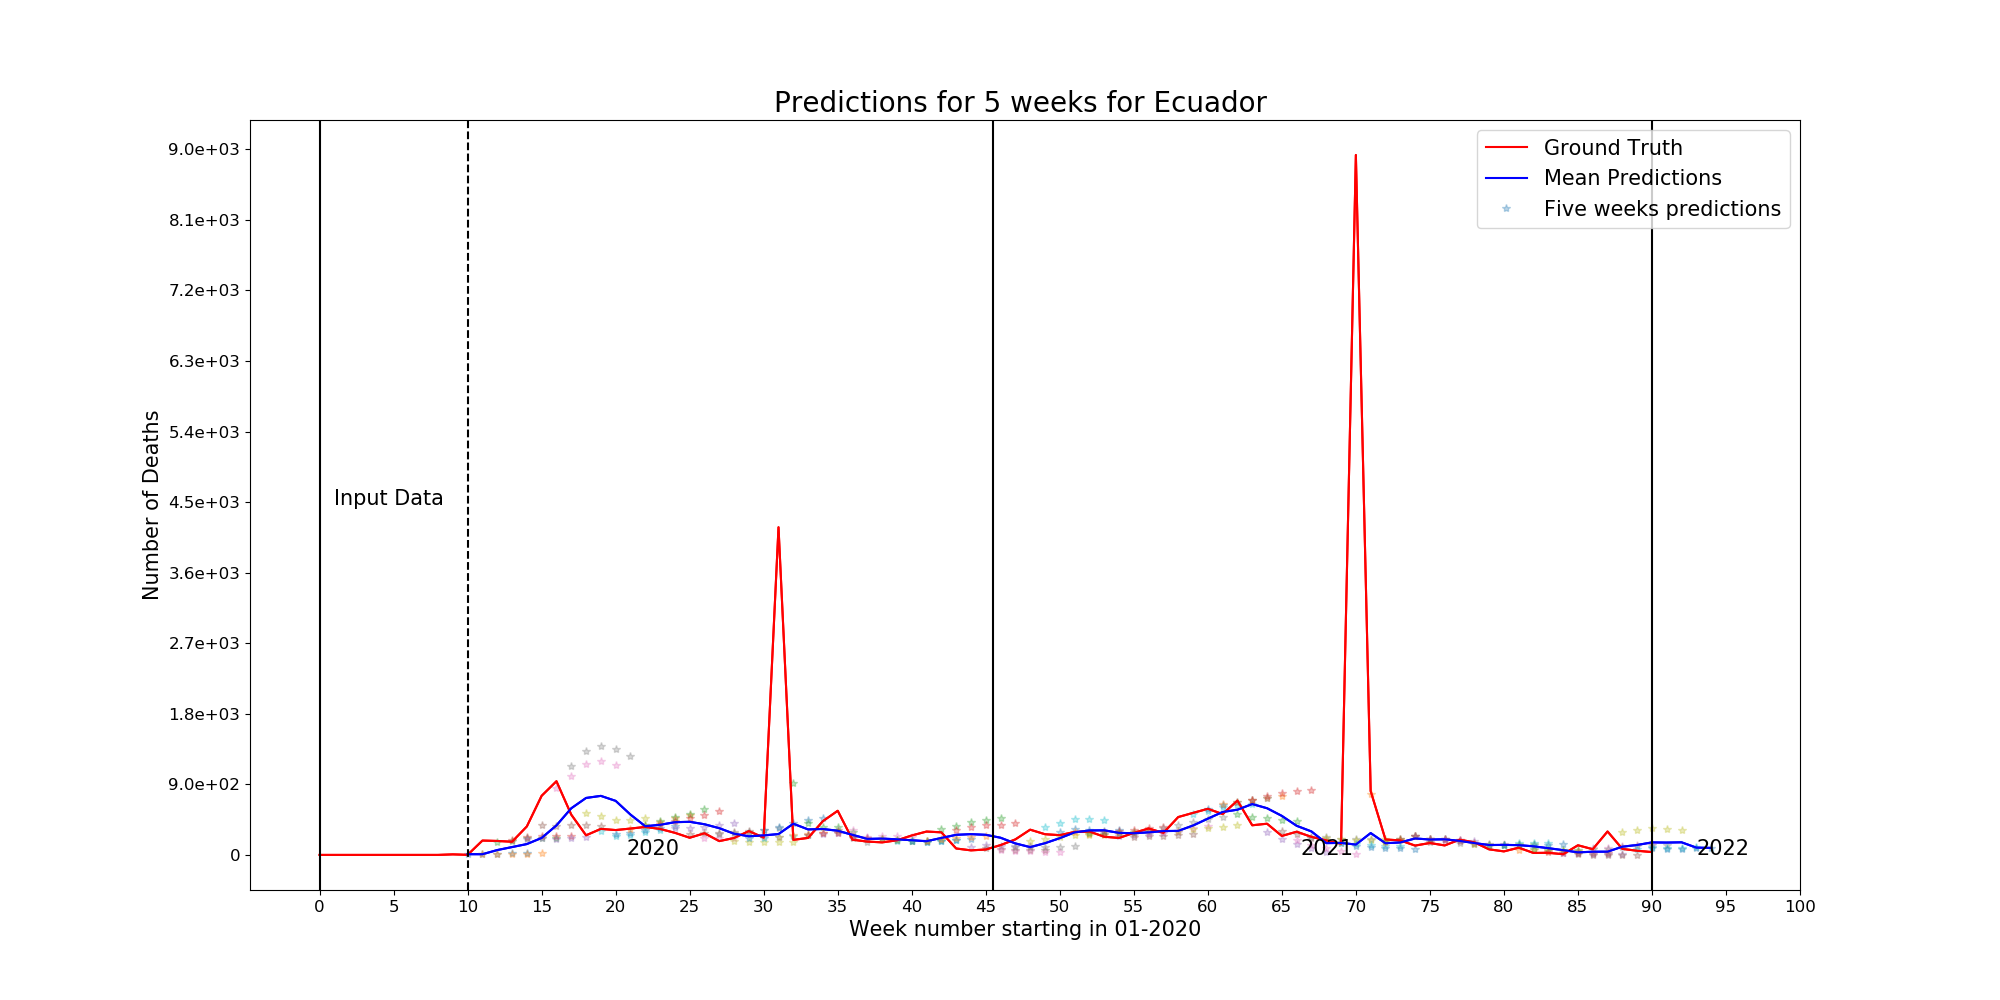 Predictions for 5 weeks for Ecuador
Ground Truth
Mean Predictions
Five weeks predictions
Number of Deaths
9.0e+03
8.1e+03
7.2e+03
6.3e+03
5.4e+03
4.5e+03
3.6e+03
2.7e+03
1.8e+03
9.0e+02
0
Input Data
2020
2021
2022
0 5 10 15 20 25 30 35 40 45 50 55 60 65 70 75 80 85 90 95 100
Week number starting in 01-2020